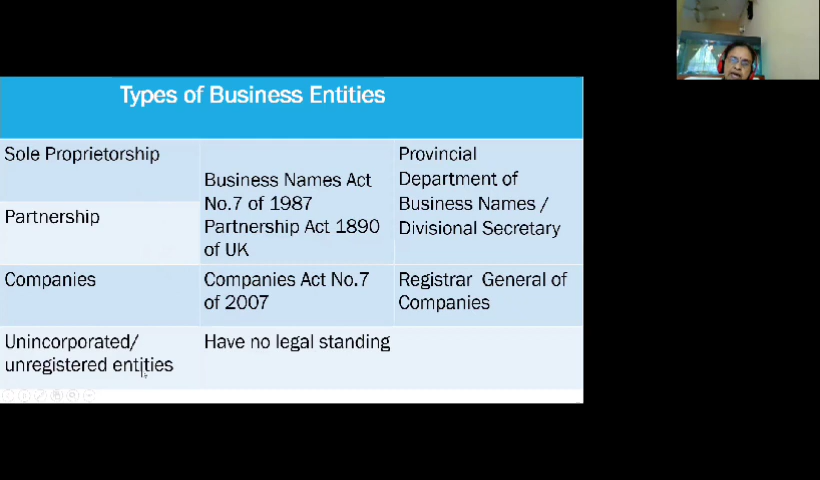 Types of Business Entities
Sole Proprietorship
Partnership
Business Names Act
No.7 of 1987
Partnership Act 1890
of UK
Provincial
Department of
Business Names /
Divisional Secretary
Companies
Companies Act No.7
of 2007
Registrar General of
Companies
Unincorporated/
unregistered entities
Have no legal standing